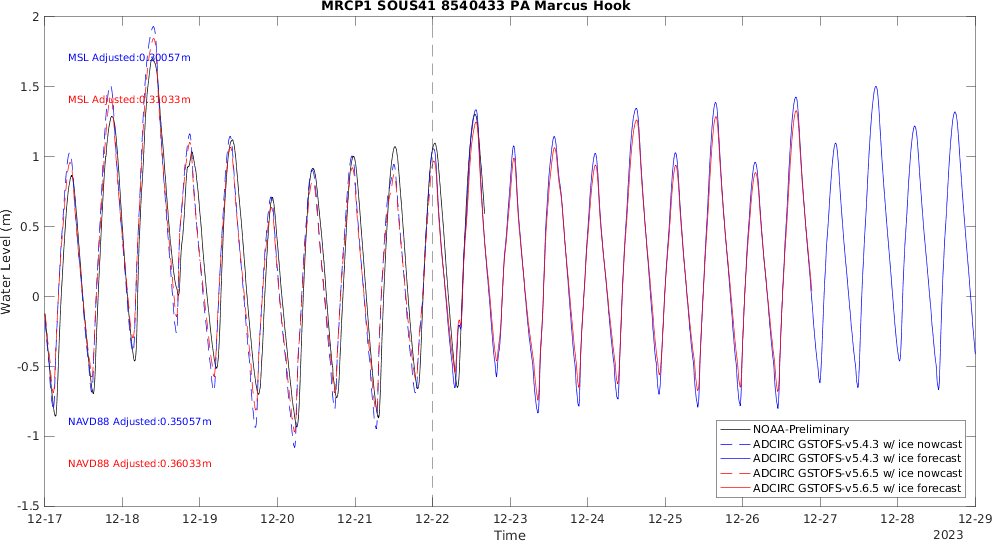 MRCP1 SOUS41 8540433 PA Marcus Hook
2
1.5
1
0.5
0
-0.5
-1
-1.5
Water Level (m)
MSL Adjusted:0.30057m
MSL Adjusted:0.31033m
NAVD88 Adjusted:0.35057m
NAVD88 Adjusted:0.36033m
NOAA-Preliminary
ADCIRC GSTOFS-v5.4.3 w/ ice nowcast
ADCIRC GSTOFS-v5.4.3 w/ ice forecast
ADCIRC GSTOFS-v5.6.5 w/ ice nowcast
ADCIRC GSTOFS-v5.6.5 w/ ice forecast
12-17 12-18 12-19 12-20 12-21 12-22 12-23 12-24 12-25 12-26 12-27 12-28 12-29
Time
2023